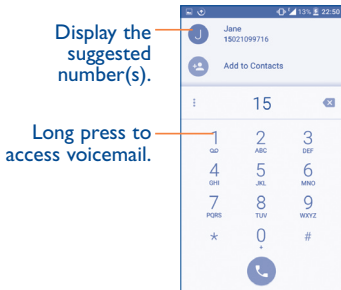 Display the
suggested
number(s).
Long press to
access voicemail.
13% 22:50
J Jane
15021099716
Add to Contacts
15
1 2 3
ABC DEF
4 5 6
GHI JKL MNO
7 8 9
PQRS TUV WXYZ
* 0 #
+